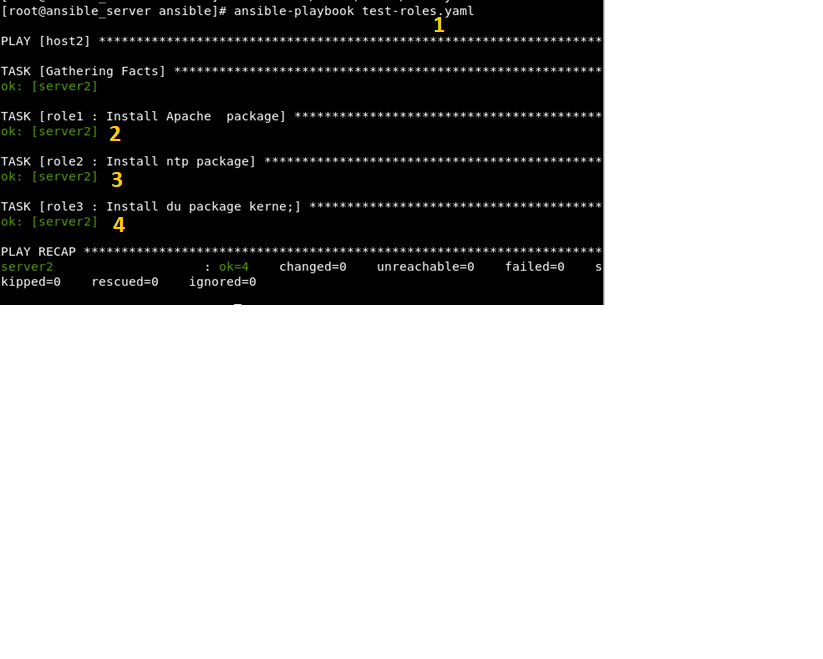 [root@ansible_server ansible]# ansible-playbook test-roles.yaml
1
PLAY [host2] *******************************************************************
TASK [Gathering Facts] *********************************************************
ok: [server2]
TASK [role1 : Install Apache  package] *****************************************
ok: [server2] 2
TASK [role2 : Install ntp package] *********************************************
ok: [server2] 3
TASK [role3 : Install du package kerne;] ***************************************
ok: [server2] 4
PLAY RECAP *********************************************************************
server2                    : ok=4    changed=0    unreachable=0    failed=0    s
kipped=0    rescued=0    ignored=0